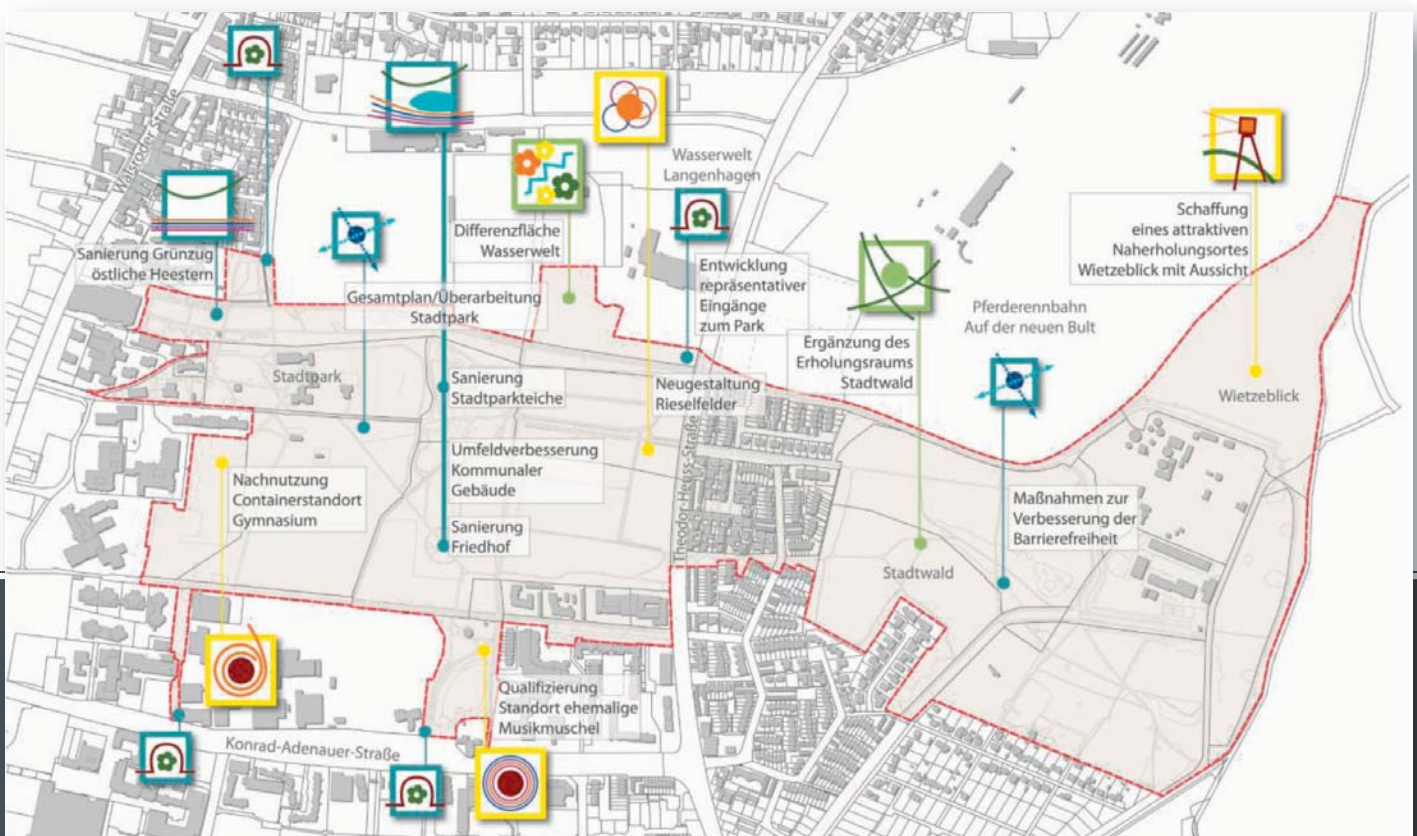 Walsroder Straße
Wasserwelt
Langenhagen
Sanierung Grünzug
östliche Heestern
Differenzfläche
Wasserwelt
Schaffung
eines attraktiven
Naherholungsortes
Wietzeblick mit Aussicht
Gesamtplan/Überarbeitung
Stadtpark
Entwicklung
repräsentativer
Eingänge
zum Park
Pferderennbahn
Auf der neuen Bult
Ergänzung des
Erholungsraums
Stadtwald
Stadtpark
Sanierung
Stadtparkteiche
Neugestaltung
Rieselfelder
Wietzeblick
Theodor-Heuss-Straße
Umfeldverbesserung
Kommunaler
Gebäude
Nachnutzung
Containerstandort
Gymnasium
Maßnahmen zur
Verbesserung der
Barrierefreiheit
Sanierung
Friedhof
Stadtwald
Qualifizierung
Standort ehemalige
Musikmuschel
Konrad-Adenauer-Straße